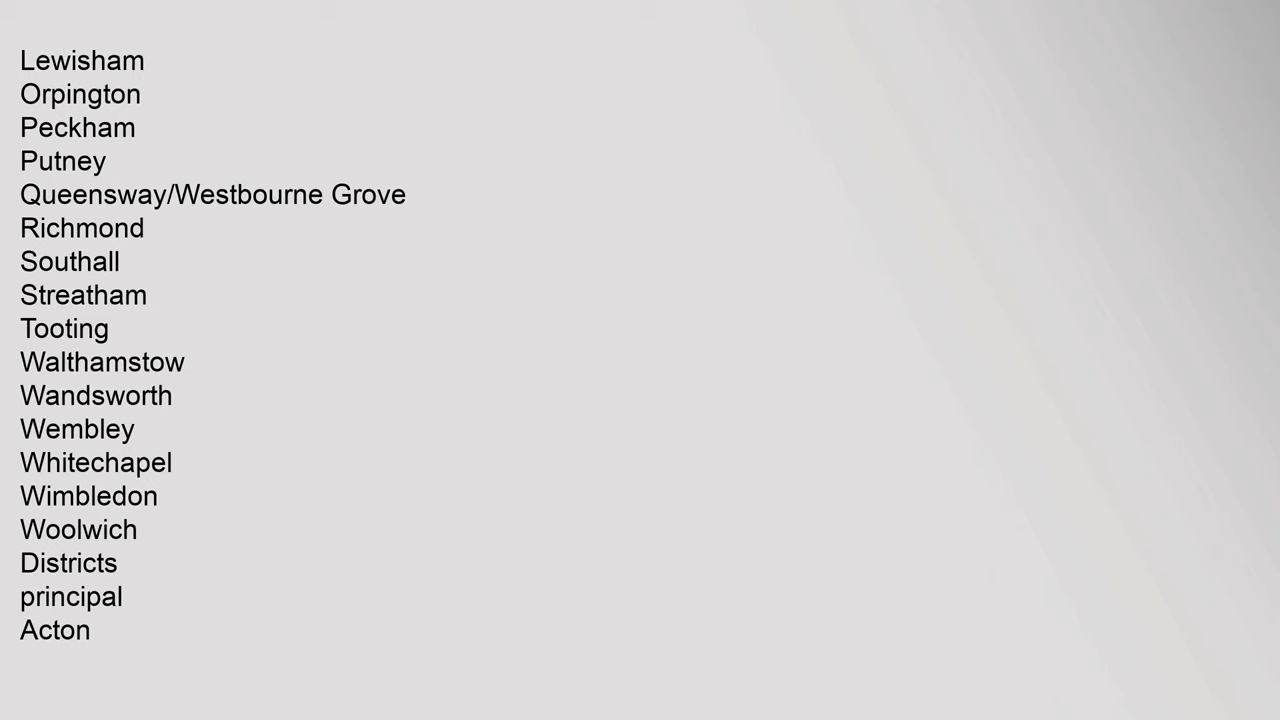 Lewisham
Orpington
Peckham
Putney
Queensway/Westbourne Grove
Richmond
Southall
Streatham
Tooting
Walthamstow
Wandsworth
Wembley
Whitechapel
Wimbledon
Woolwich
Districts
principal
Acton